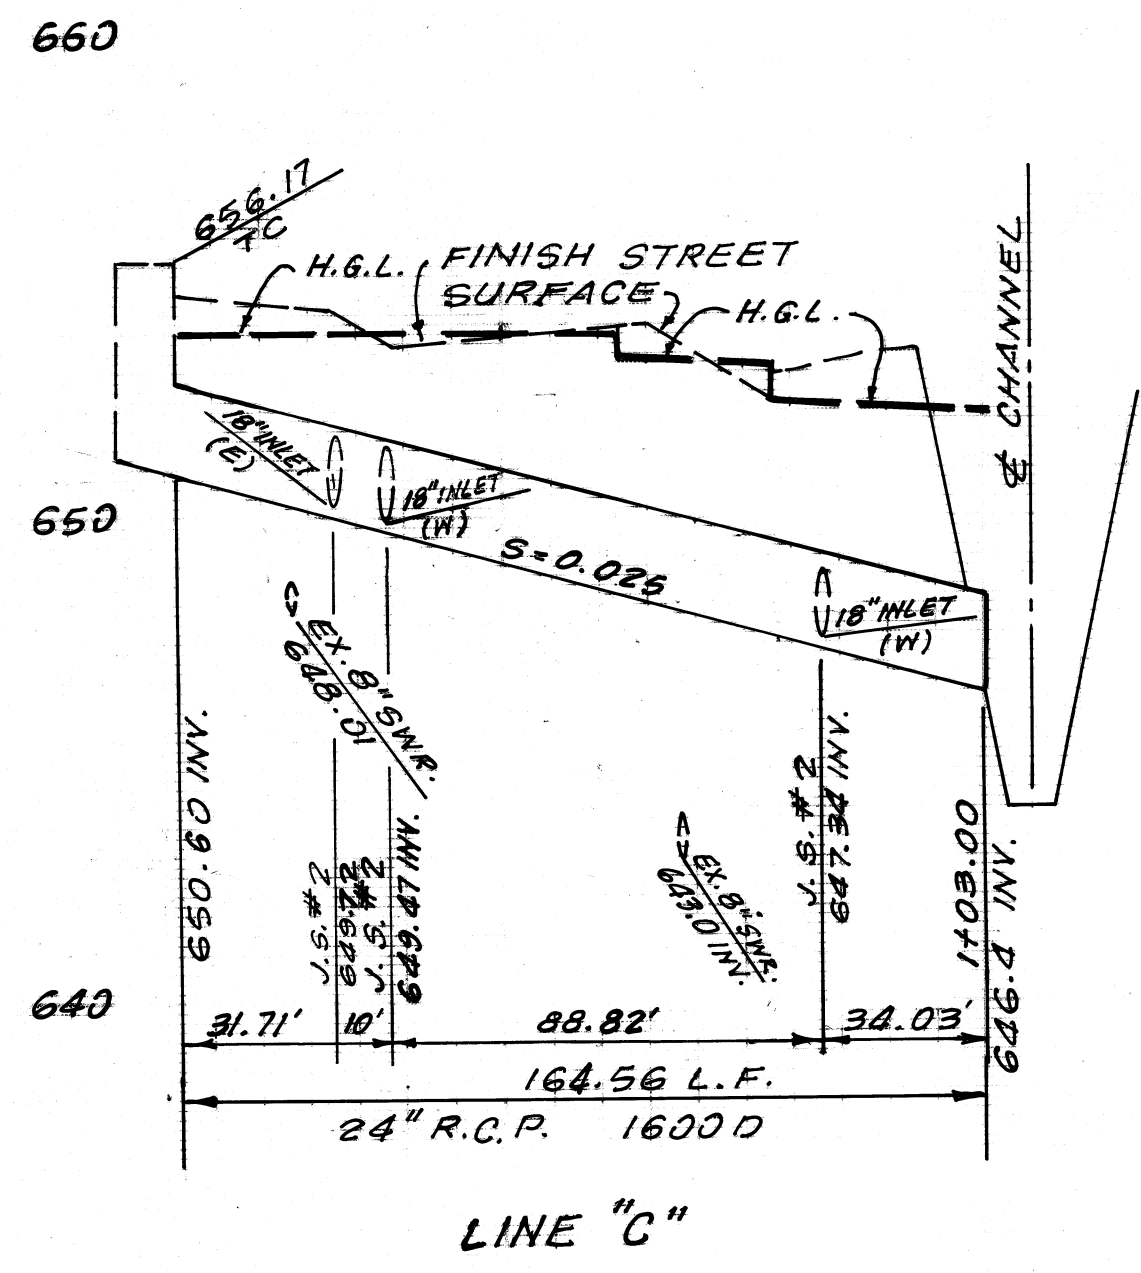 660
656.17
TC
H.G.L.
FINISH STREET
SURFACE
H.G.L.
℄ CHANNEL
18" INLET
(E)
18" INLET
(W)
650
S=0.025
18" INLET
(W)
EX. 8" SWR.
648.01
650.60 INV.
J.S. #2
649.72
J.S. #2
649.47 INV.
EX. 8" SWR.
643.0 INV.
J.S. #2
647.34 INV.
1+03.00
646.4 INV.
640
31.71' 10' 88.82' 34.03'
164.56 L.F.
24" R.C.P. 1600 D
LINE "C"